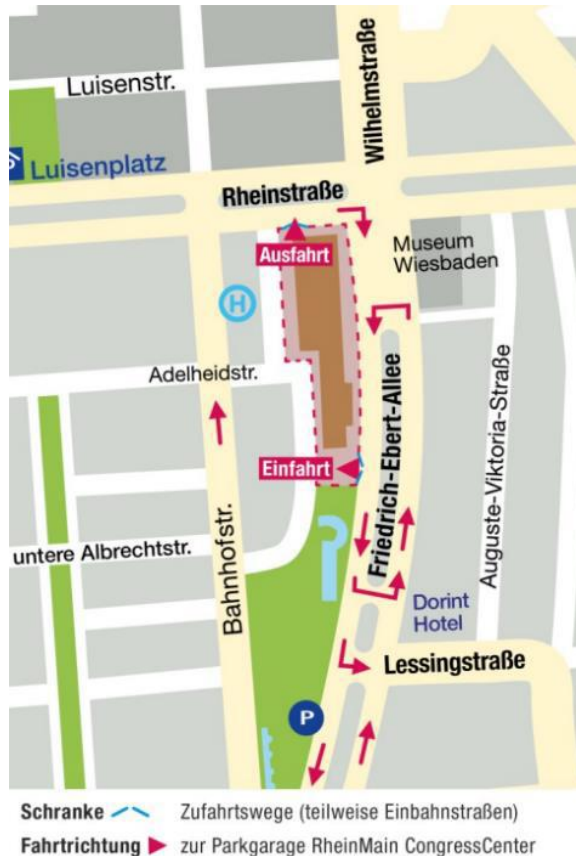 Luisenstr.
Wilhelmstraße
Luisenplatz
Rheinstraße
Ausfahrt
Museum
Wiesbaden
H
Adelheidstr.
Friedrich-Ebert-Allee
Auguste-Viktoria-Straße
Einfahrt
untere Albrechtstr.
Bahnhofstr.
Dorint
Hotel
Lessingstraße
P
Schranke Zufahrtswege (teilweise Einbahnstraßen)
Fahrtrichtung zur Parkgarage RheinMain CongressCenter